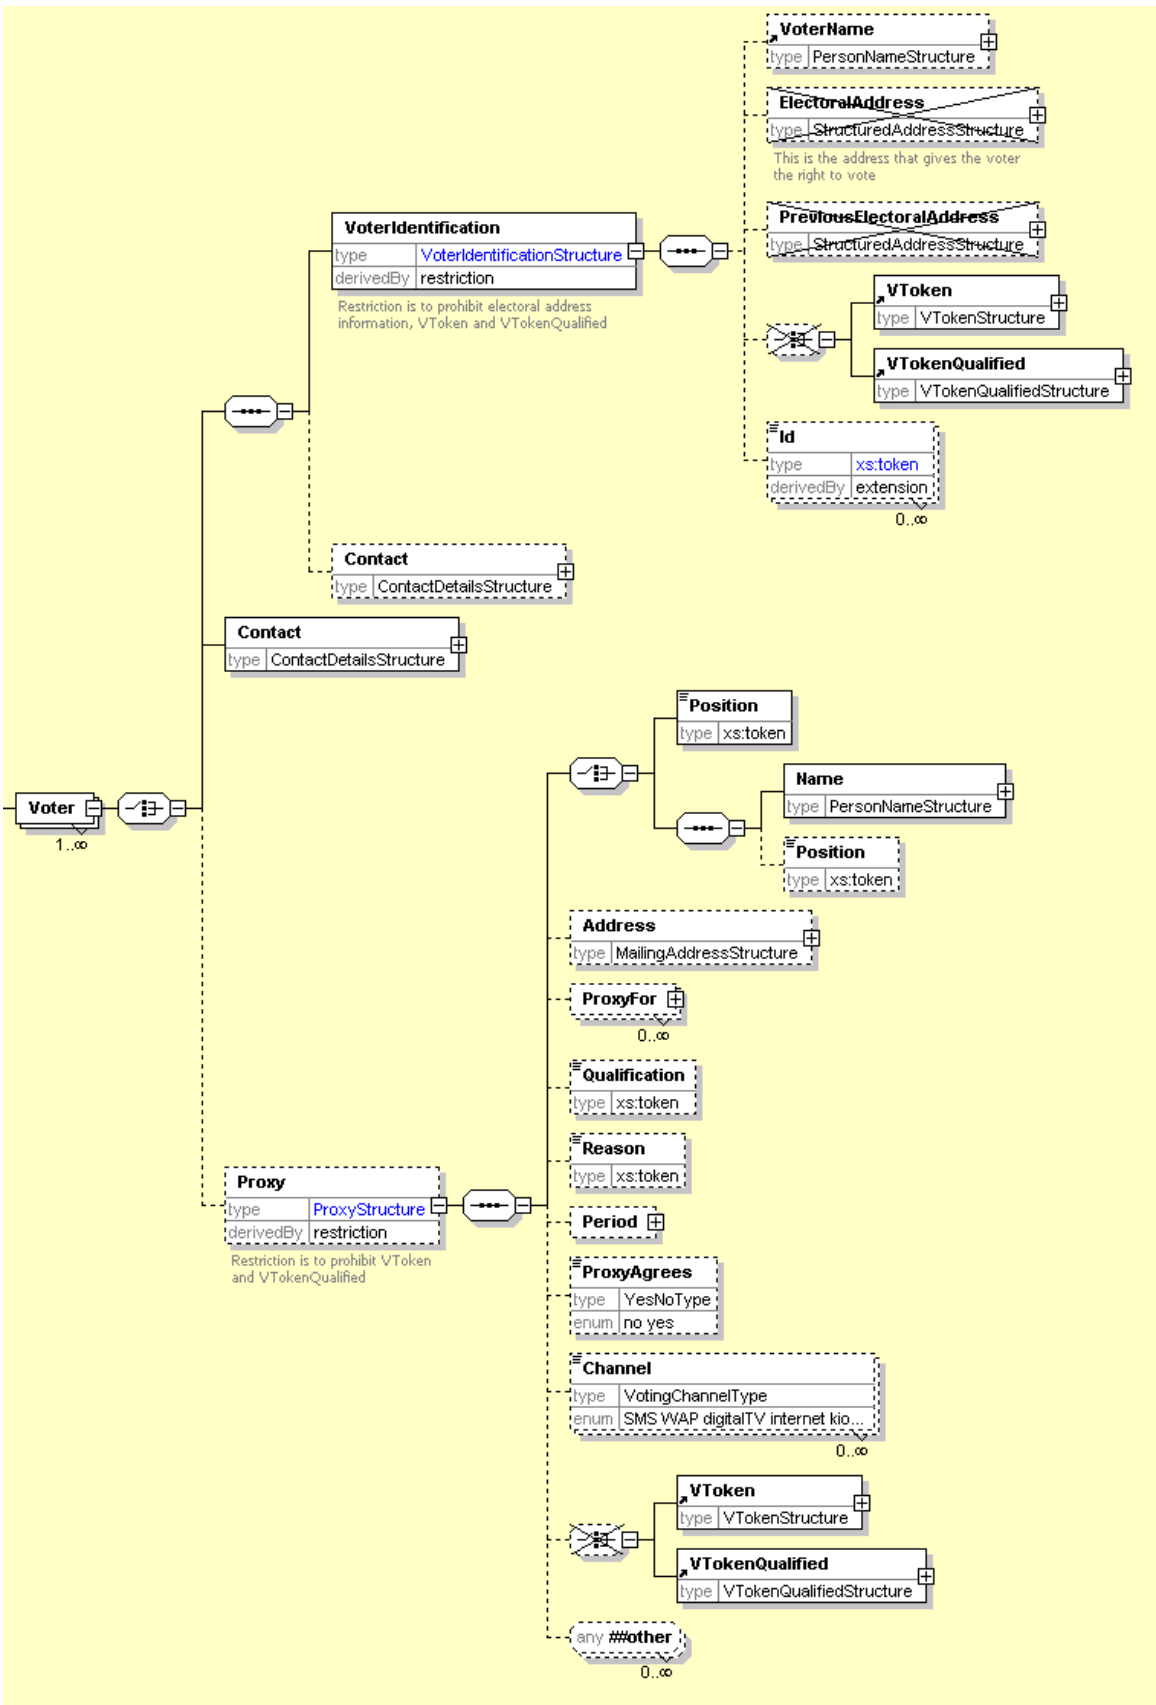 VoterName
type PersonNameStructure
ElectoralAddress
type StructuredAddressStructure
This is the address that gives the voter
the right to vote
PreviousElectoralAddress
type StructuredAddressStructure
VoterIdentification
type VoterIdentificationStructure
derivedBy restriction
Restriction is to prohibit electoral address
information, VToken and VTokenQualified
VToken
type VTokenStructure
VTokenQualified
type VTokenQualifiedStructure
Id
type xs:token
derivedBy extension
0..∞
Contact
type ContactDetailsStructure
Contact
type ContactDetailsStructure
Voter
1..∞
Position
type xs:token
Name
type PersonNameStructure
Position
type xs:token
Address
type MailingAddressStructure
ProxyFor
0..∞
Qualification
type xs:token
Reason
type xs:token
Proxy
type ProxyStructure
derivedBy restriction
Restriction is to prohibit VToken
and VTokenQualified
Period
ProxyAgrees
type YesNoType
enum no yes
Channel
type VotingChannelType
enum SMS WAP digitalTV internet kio...
0..∞
VToken
type VTokenStructure
VTokenQualified
type VTokenQualifiedStructure
any ##other
0..∞